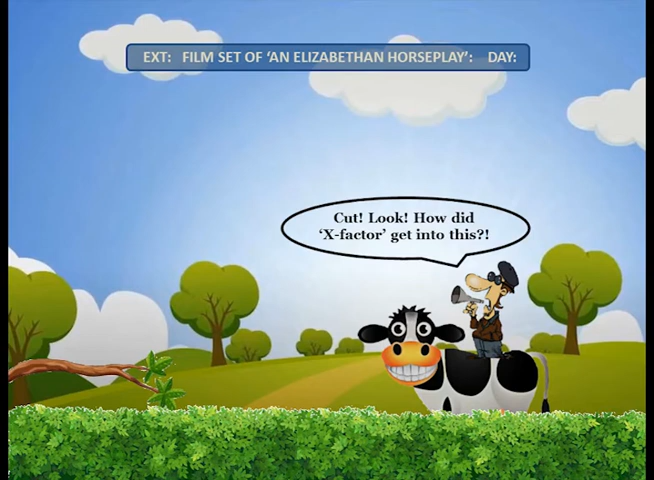 EXT: FILM SET OF ‘AN ELIZABETHAN HORSEPLAY’: DAY:
Cut! Look! How did
‘X-factor’ get into this?!